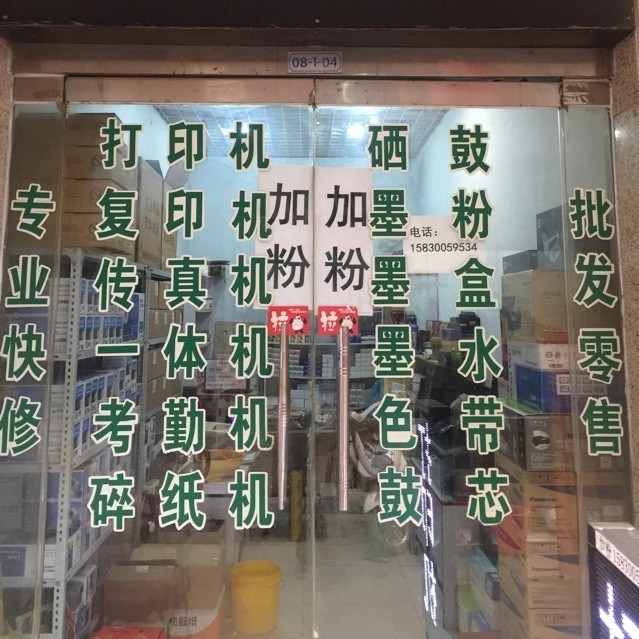 08-1-04
专业快修
打印机
复印机
传真机
一体机
考勤机
碎纸机
加粉
加粉
拉
拉
硒鼓
墨粉
墨盒
墨水
色带
鼓芯
电话：
15830059534
批发零售
Panasonic